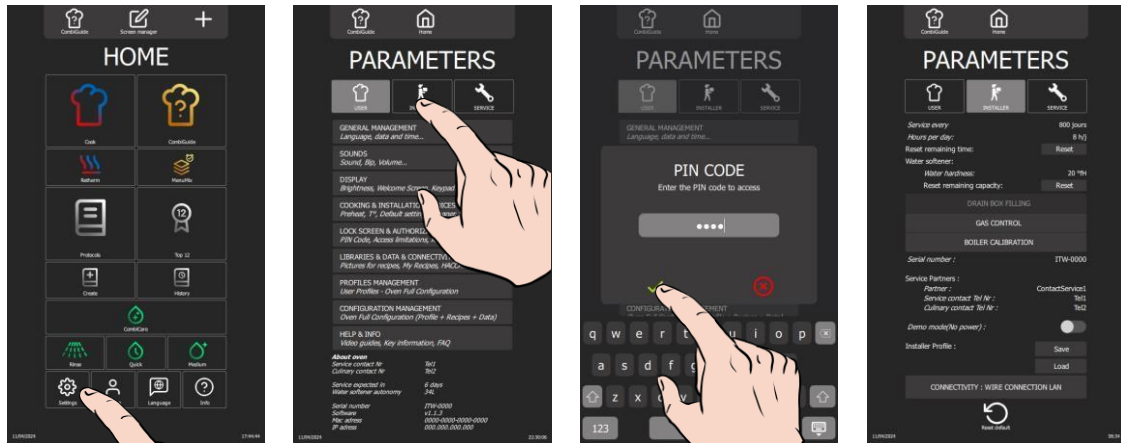 CombiGuide
Screen manager
HOME
Cook
CombiGuide
Retherm
MenuMix
12
Protocols
Top 12
Create
History
CombiCare
Rinse
Quick
Medium
Settings
Language
Info
11/04/2024
17:44:44
CombiGuide
Home
PARAMETERS
USER
SERVICE
GENERAL MANAGEMENT
Language, data and time...
SOUNDS
Sound, Bip, Volume...
DISPLAY
Brightness, Welcome Screen, Keypad
COOKING & INSTALLATION
Preheat, T°, Default
LOCK SCREEN &
PIN Code, Access limitations,
LIBRARIES & DATA & CONNECTIVITY
Pictures for recipes, My Recipes, HACCP
PROFILES MANAGEMENT
User Profiles - Oven Full Configuration
CONFIGURATION MANAGEMENT
Oven Full Configuration (Profile + Recipes + Data)
HELP & INFO
Video guides, Key information, FAQ
About oven
Service contact Nr Tel1
Culinary contact Nr Tel2
Service expected in 6 days
Water softener autonomy 34L
Serial number ITW-0000
Software v1.1.3
Mac adress 0000-0000-0000-0000
IP adress 000.000.000.000
11/04/2024
22:30:06
CombiGuide
Home
PARAMETERS
USER
INSTALLER
SERVICE
GENERAL MANAGEMENT
Language, data and time...
PIN CODE
Enter the PIN code to access
••••
q w e r t u i o p
a s d f
z x
123
CombiGuide
Home
PARAMETERS
USER
INSTALLER
SERVICE
Service every 800 jours
Hours per day: 8 h/j
Reset remaining time: Reset
Water softener:
Water hardness: 20 °fH
Reset remaining capacity: Reset
DRAIN BOX FILLING
GAS CONTROL
BOILER CALIBRATION
Serial number : ITW-0000
Service Partners :
Partner : ContactService1
Service contact Tel Nr : Tel1
Culinary contact Tel Nr : Tel2
Demo mode(No power) :
Installer Profile : Save
Load
CONNECTIVITY : WIRE CONNECTION LAN
Reset default
11/04/2024